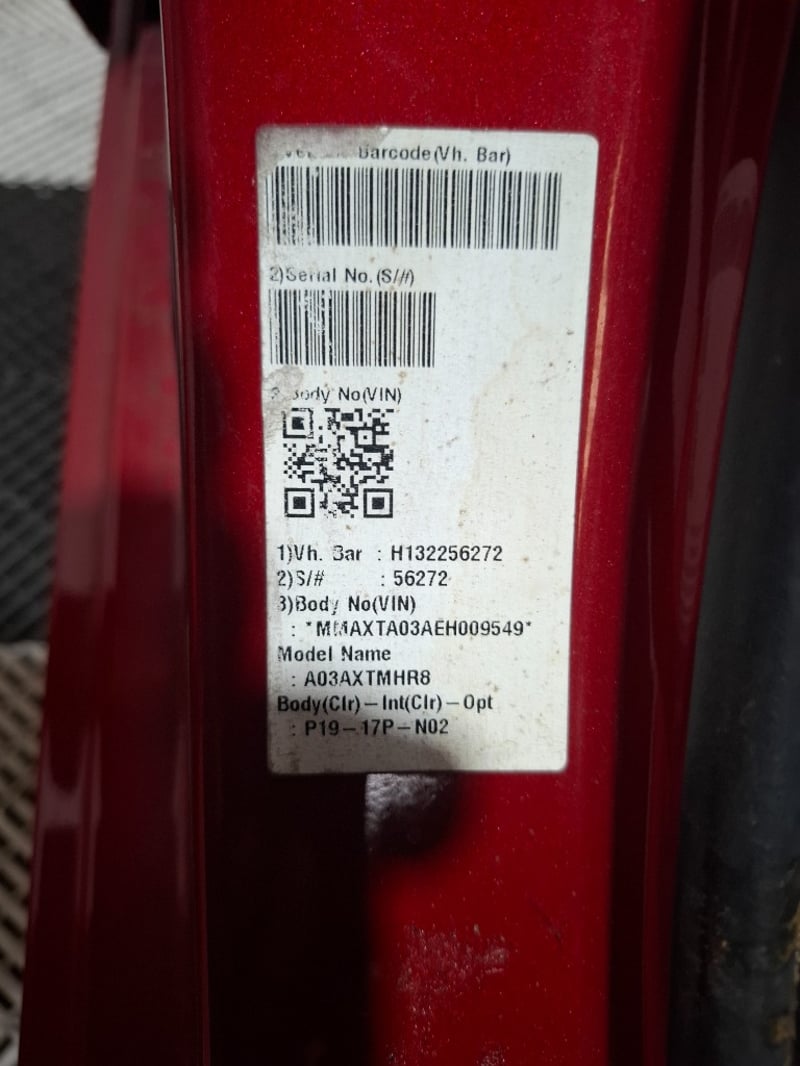 Barcode(Vh. Bar)
2)Serial No.(S/#)
Body No(VIN)
1)Vh. Bar : H132256272
2)S/# : 56272
3)Body No(VIN)
: *MMAXTA03AEH009549*
Model Name
: A03AXTMHR8
Body(Clr)-Int(Clr)-Opt
: P19-17P-N02